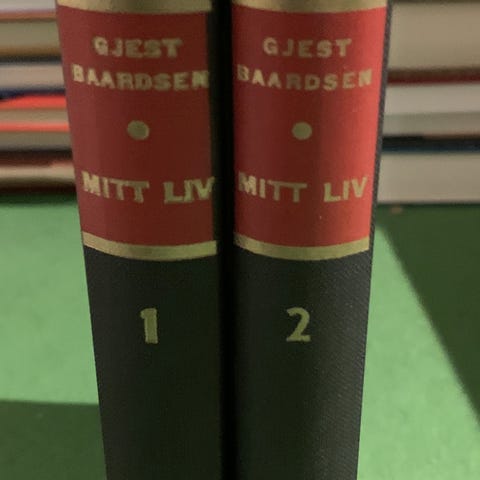 GJEST
BAARDSEN
MITT LIV
1
GJEST
BAARDSEN
MITT LIV
2